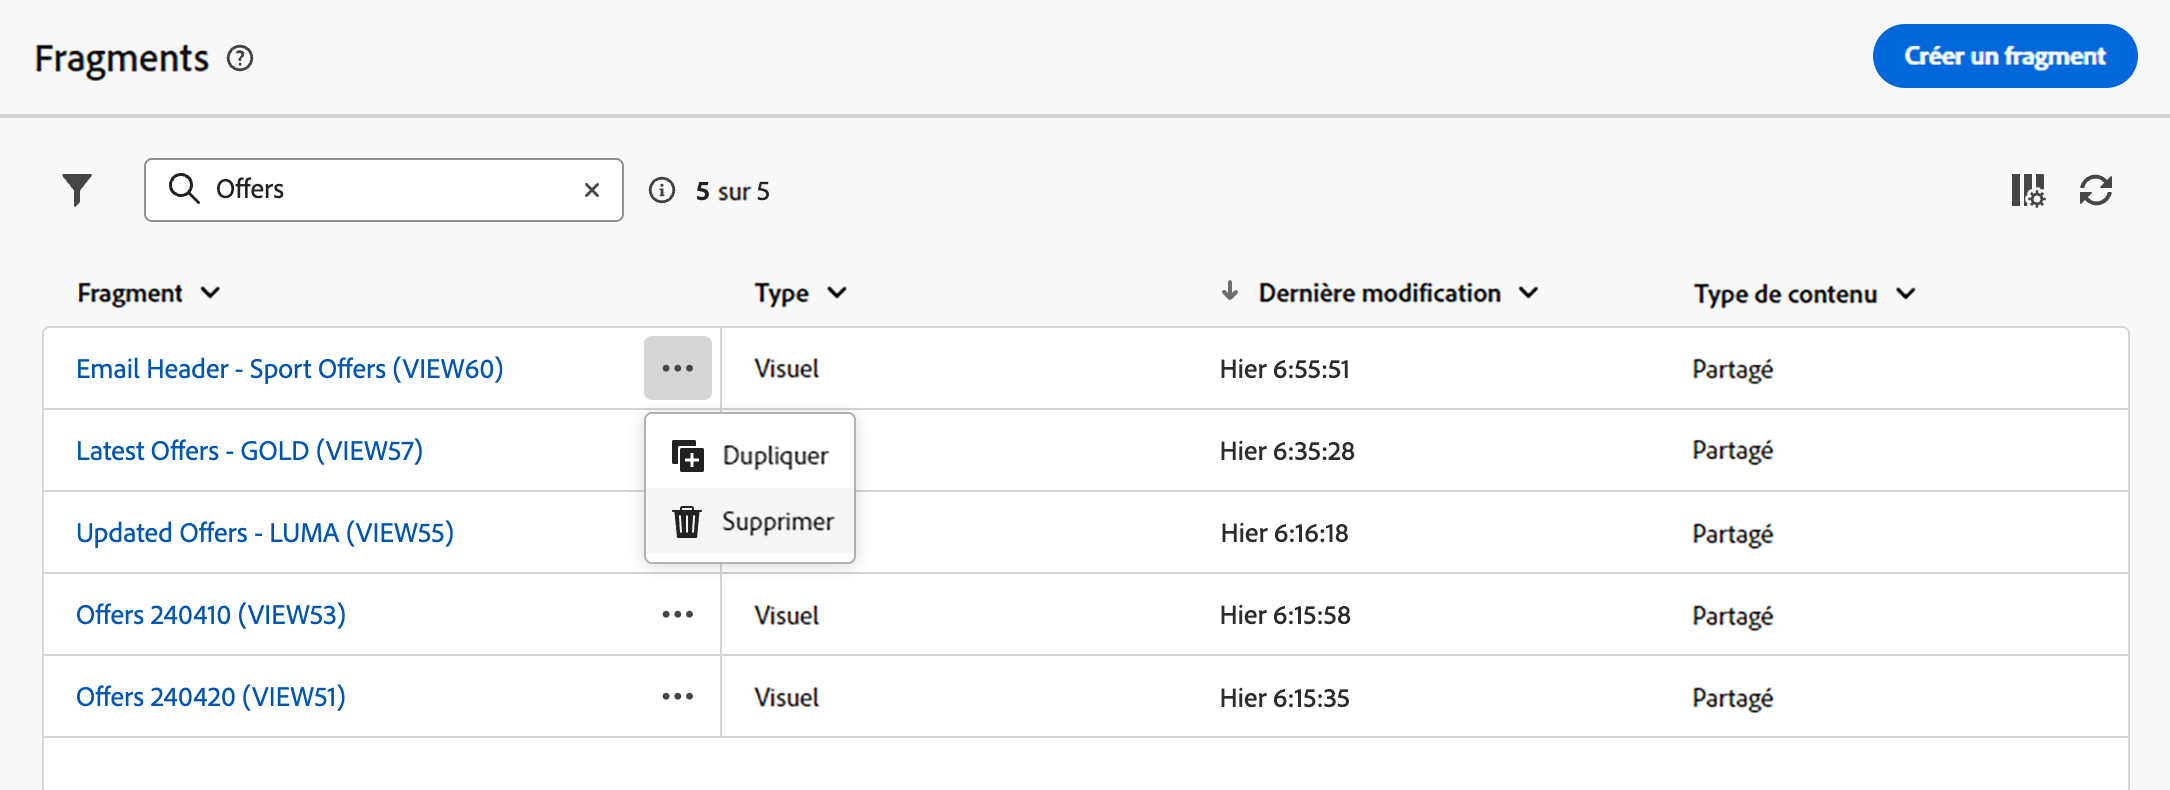 Fragments
Créer un fragment
Offers
5 sur 5
Fragment Type Dernière modification Type de contenu
Email Header - Sport Offers (VIEW60) Visuel Hier 6:55:51 Partagé
Latest Offers - GOLD (VIEW57) Hier 6:35:28 Partagé
Dupliquer
Updated Offers - LUMA (VIEW55) Hier 6:16:18 Partagé
Supprimer
Offers 240410 (VIEW53) Visuel Hier 6:15:58 Partagé
Offers 240420 (VIEW51) Visuel Hier 6:15:35 Partagé